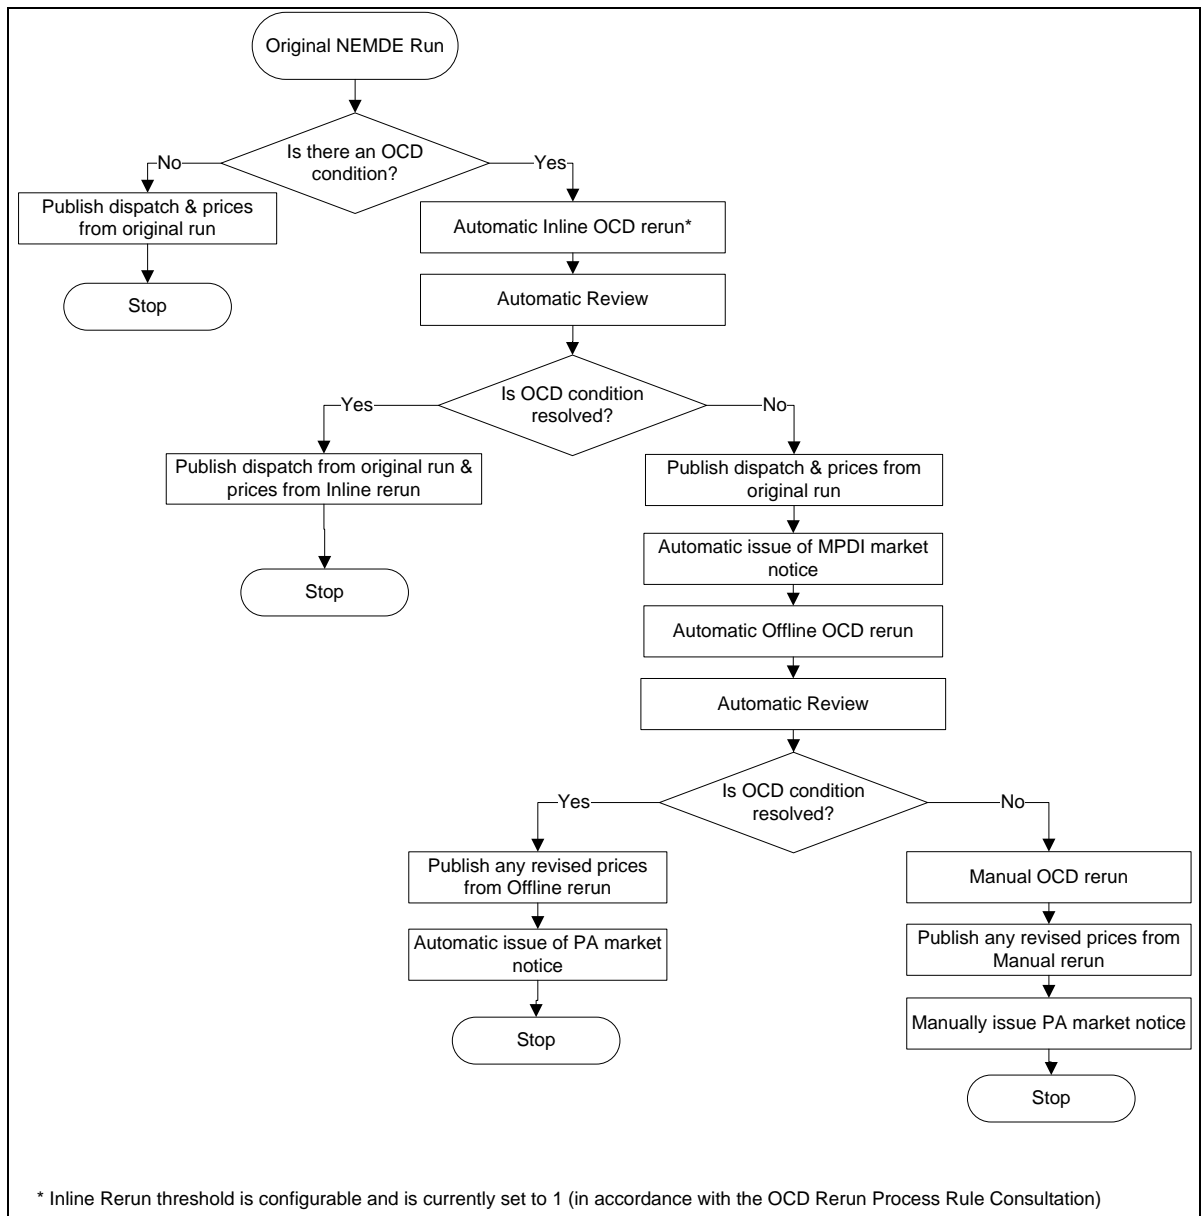 Original NEMDE Run
Is there an OCD
condition?
No
Yes
Publish dispatch & prices
from original run
Automatic Inline OCD rerun*
Stop
Automatic Review
Is OCD condition
resolved?
Yes
No
Publish dispatch from original run &
prices from Inline rerun
Publish dispatch & prices from
original run
Stop
Automatic issue of MPDI market
notice
Automatic Offline OCD rerun
Automatic Review
Is OCD condition
resolved?
Yes
No
Publish any revised prices
from Offline rerun
Manual OCD rerun
Automatic issue of PA market
notice
Publish any revised prices from
Manual rerun
Stop
Manually issue PA market notice
Stop
* Inline Rerun threshold is configurable and is currently set to 1 (in accordance with the OCD Rerun Process Rule Consultation)